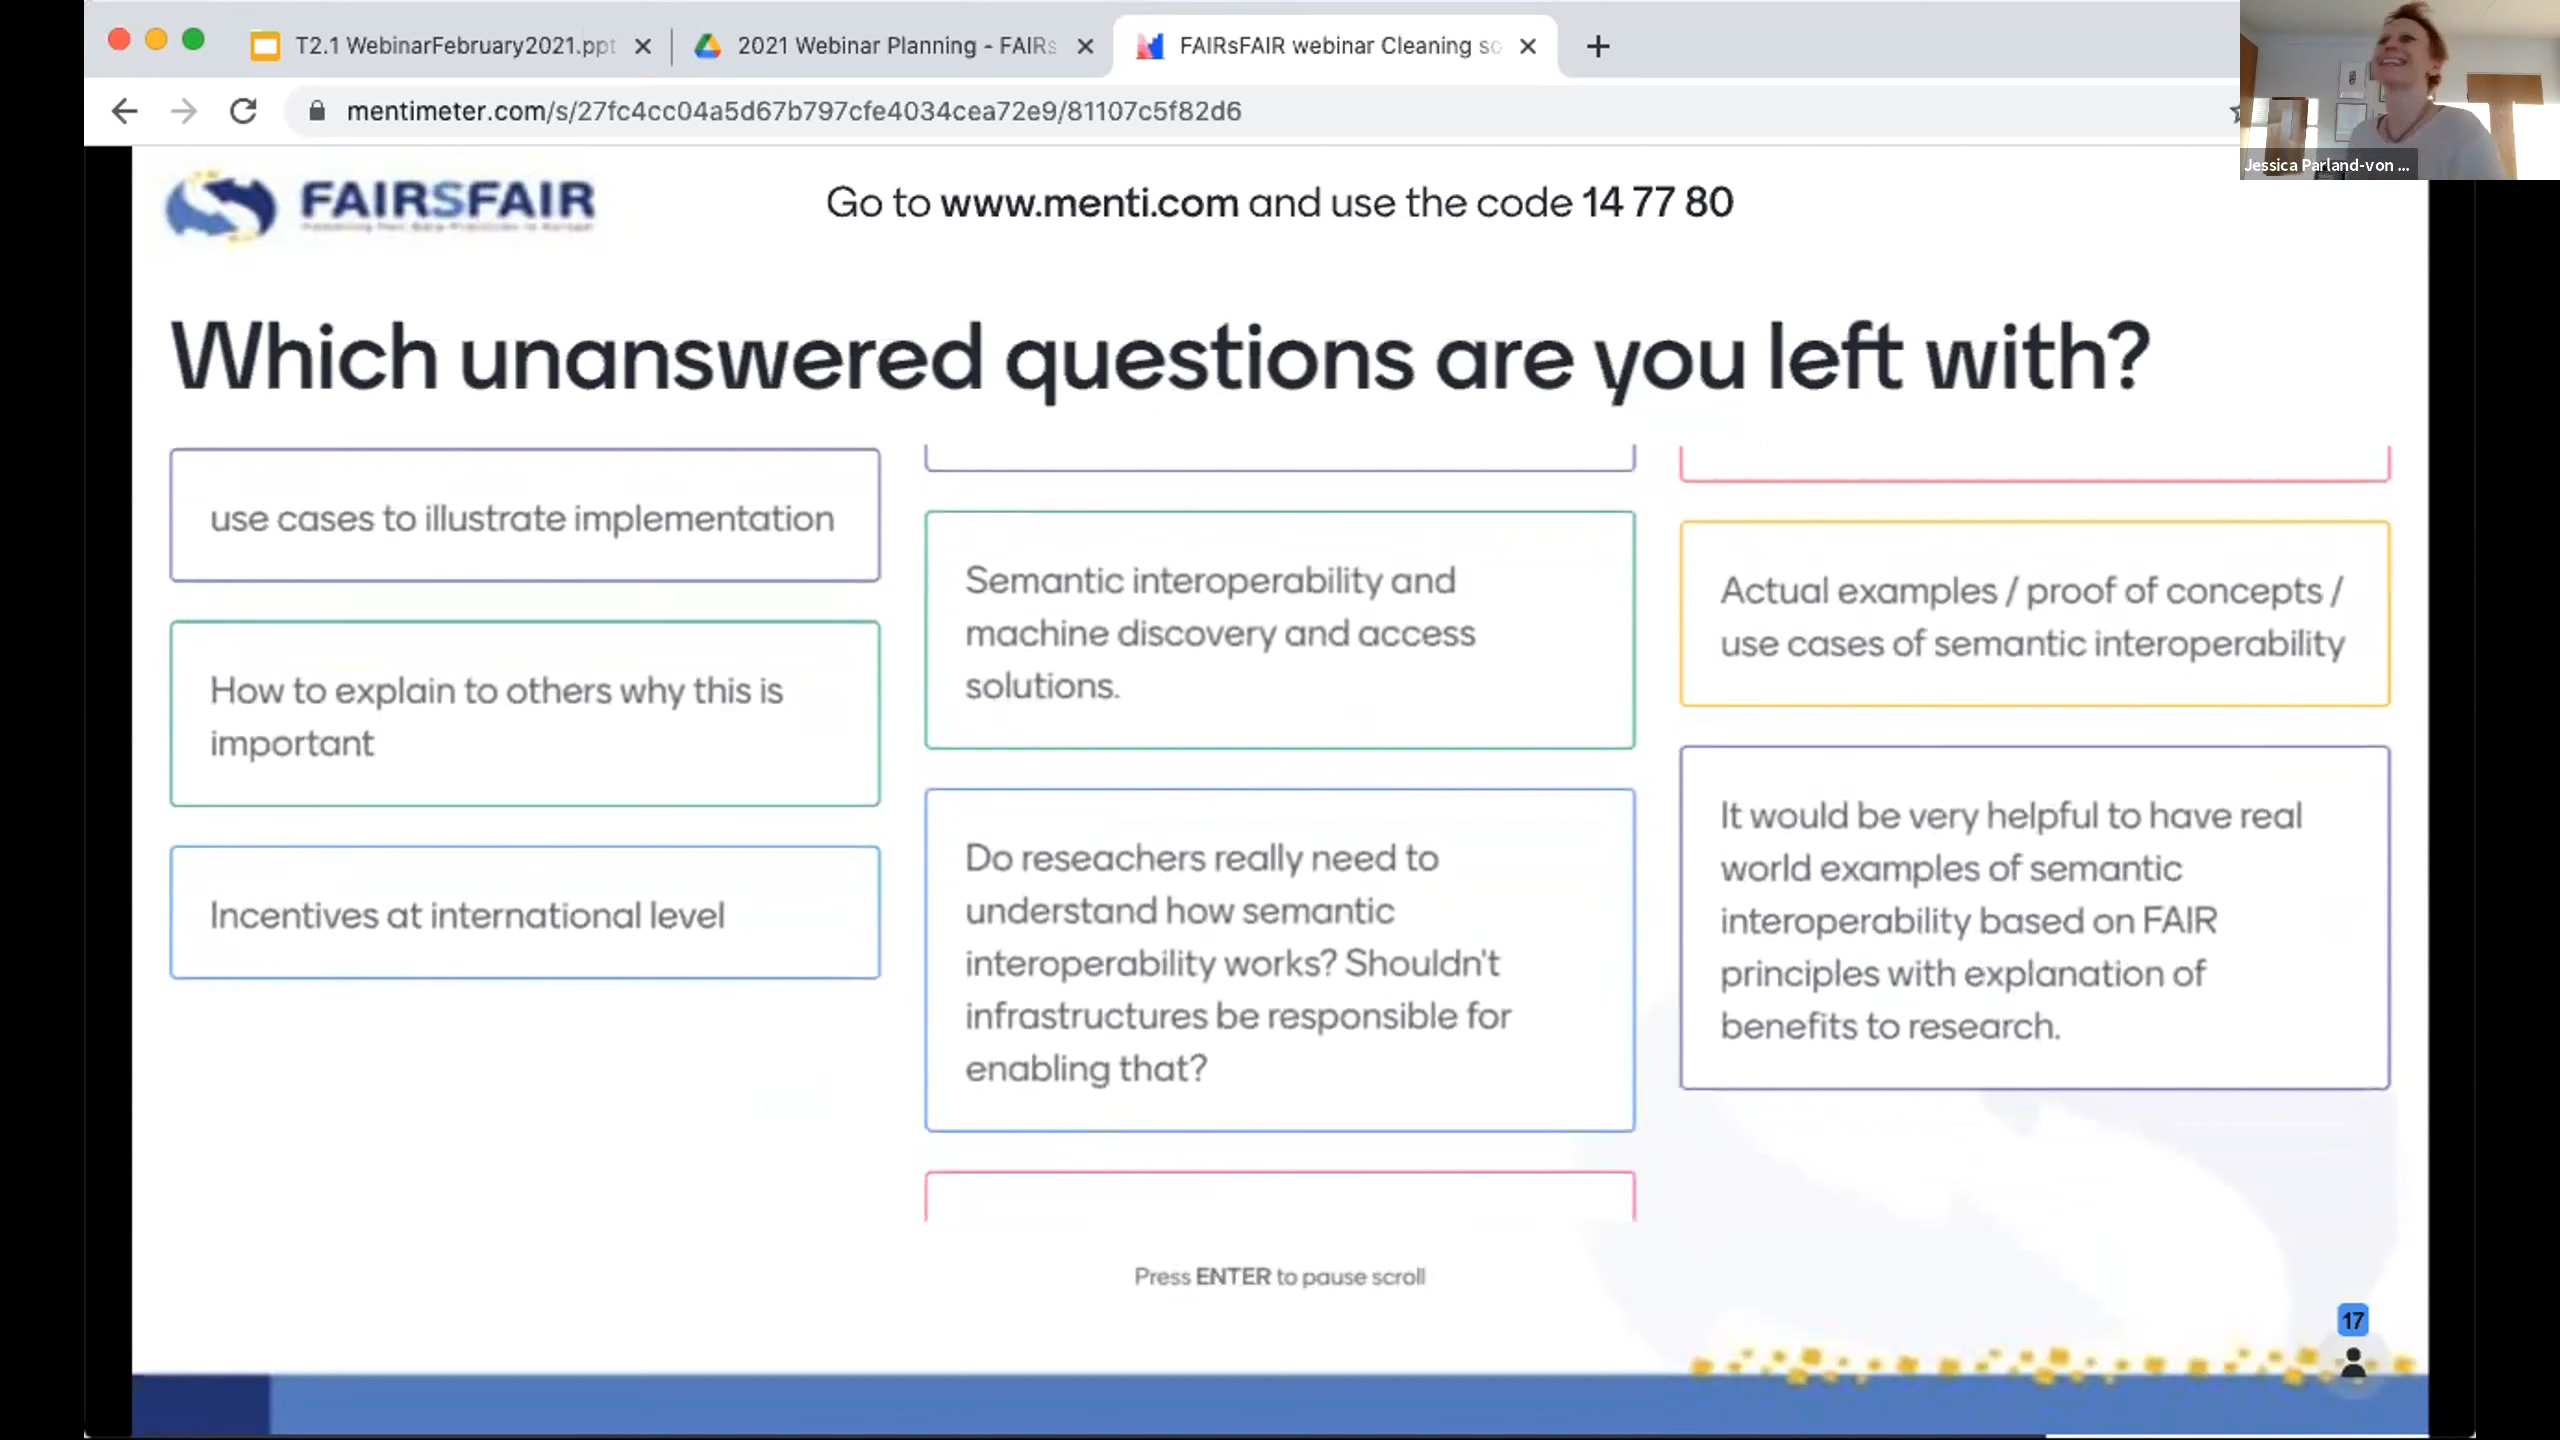 T2.1 WebinarFebruary2021.ppt
2021 Webinar Planning - FAIRs
FAIRsFAIR webinar Cleaning so
mentimeter.com/s/27fc4cc04a5d67b797cfe4034cea72e9/81107c5f82d6
Jessica Parland-von ...
FAIRSFAIR
Go to www.menti.com and use the code 14 77 80
Which unanswered questions are you left with?
use cases to illustrate implementation
How to explain to others why this is
important
Incentives at international level
Semantic interoperability and
machine discovery and access
solutions.
Do reseachers really need to
understand how semantic
interoperability works? Shouldn't
infrastructures be responsible for
enabling that?
Actual examples / proof of concepts /
use cases of semantic interoperability
It would be very helpful to have real
world examples of semantic
interoperability based on FAIR
principles with explanation of
benefits to research.
Press ENTER to pause scroll
17